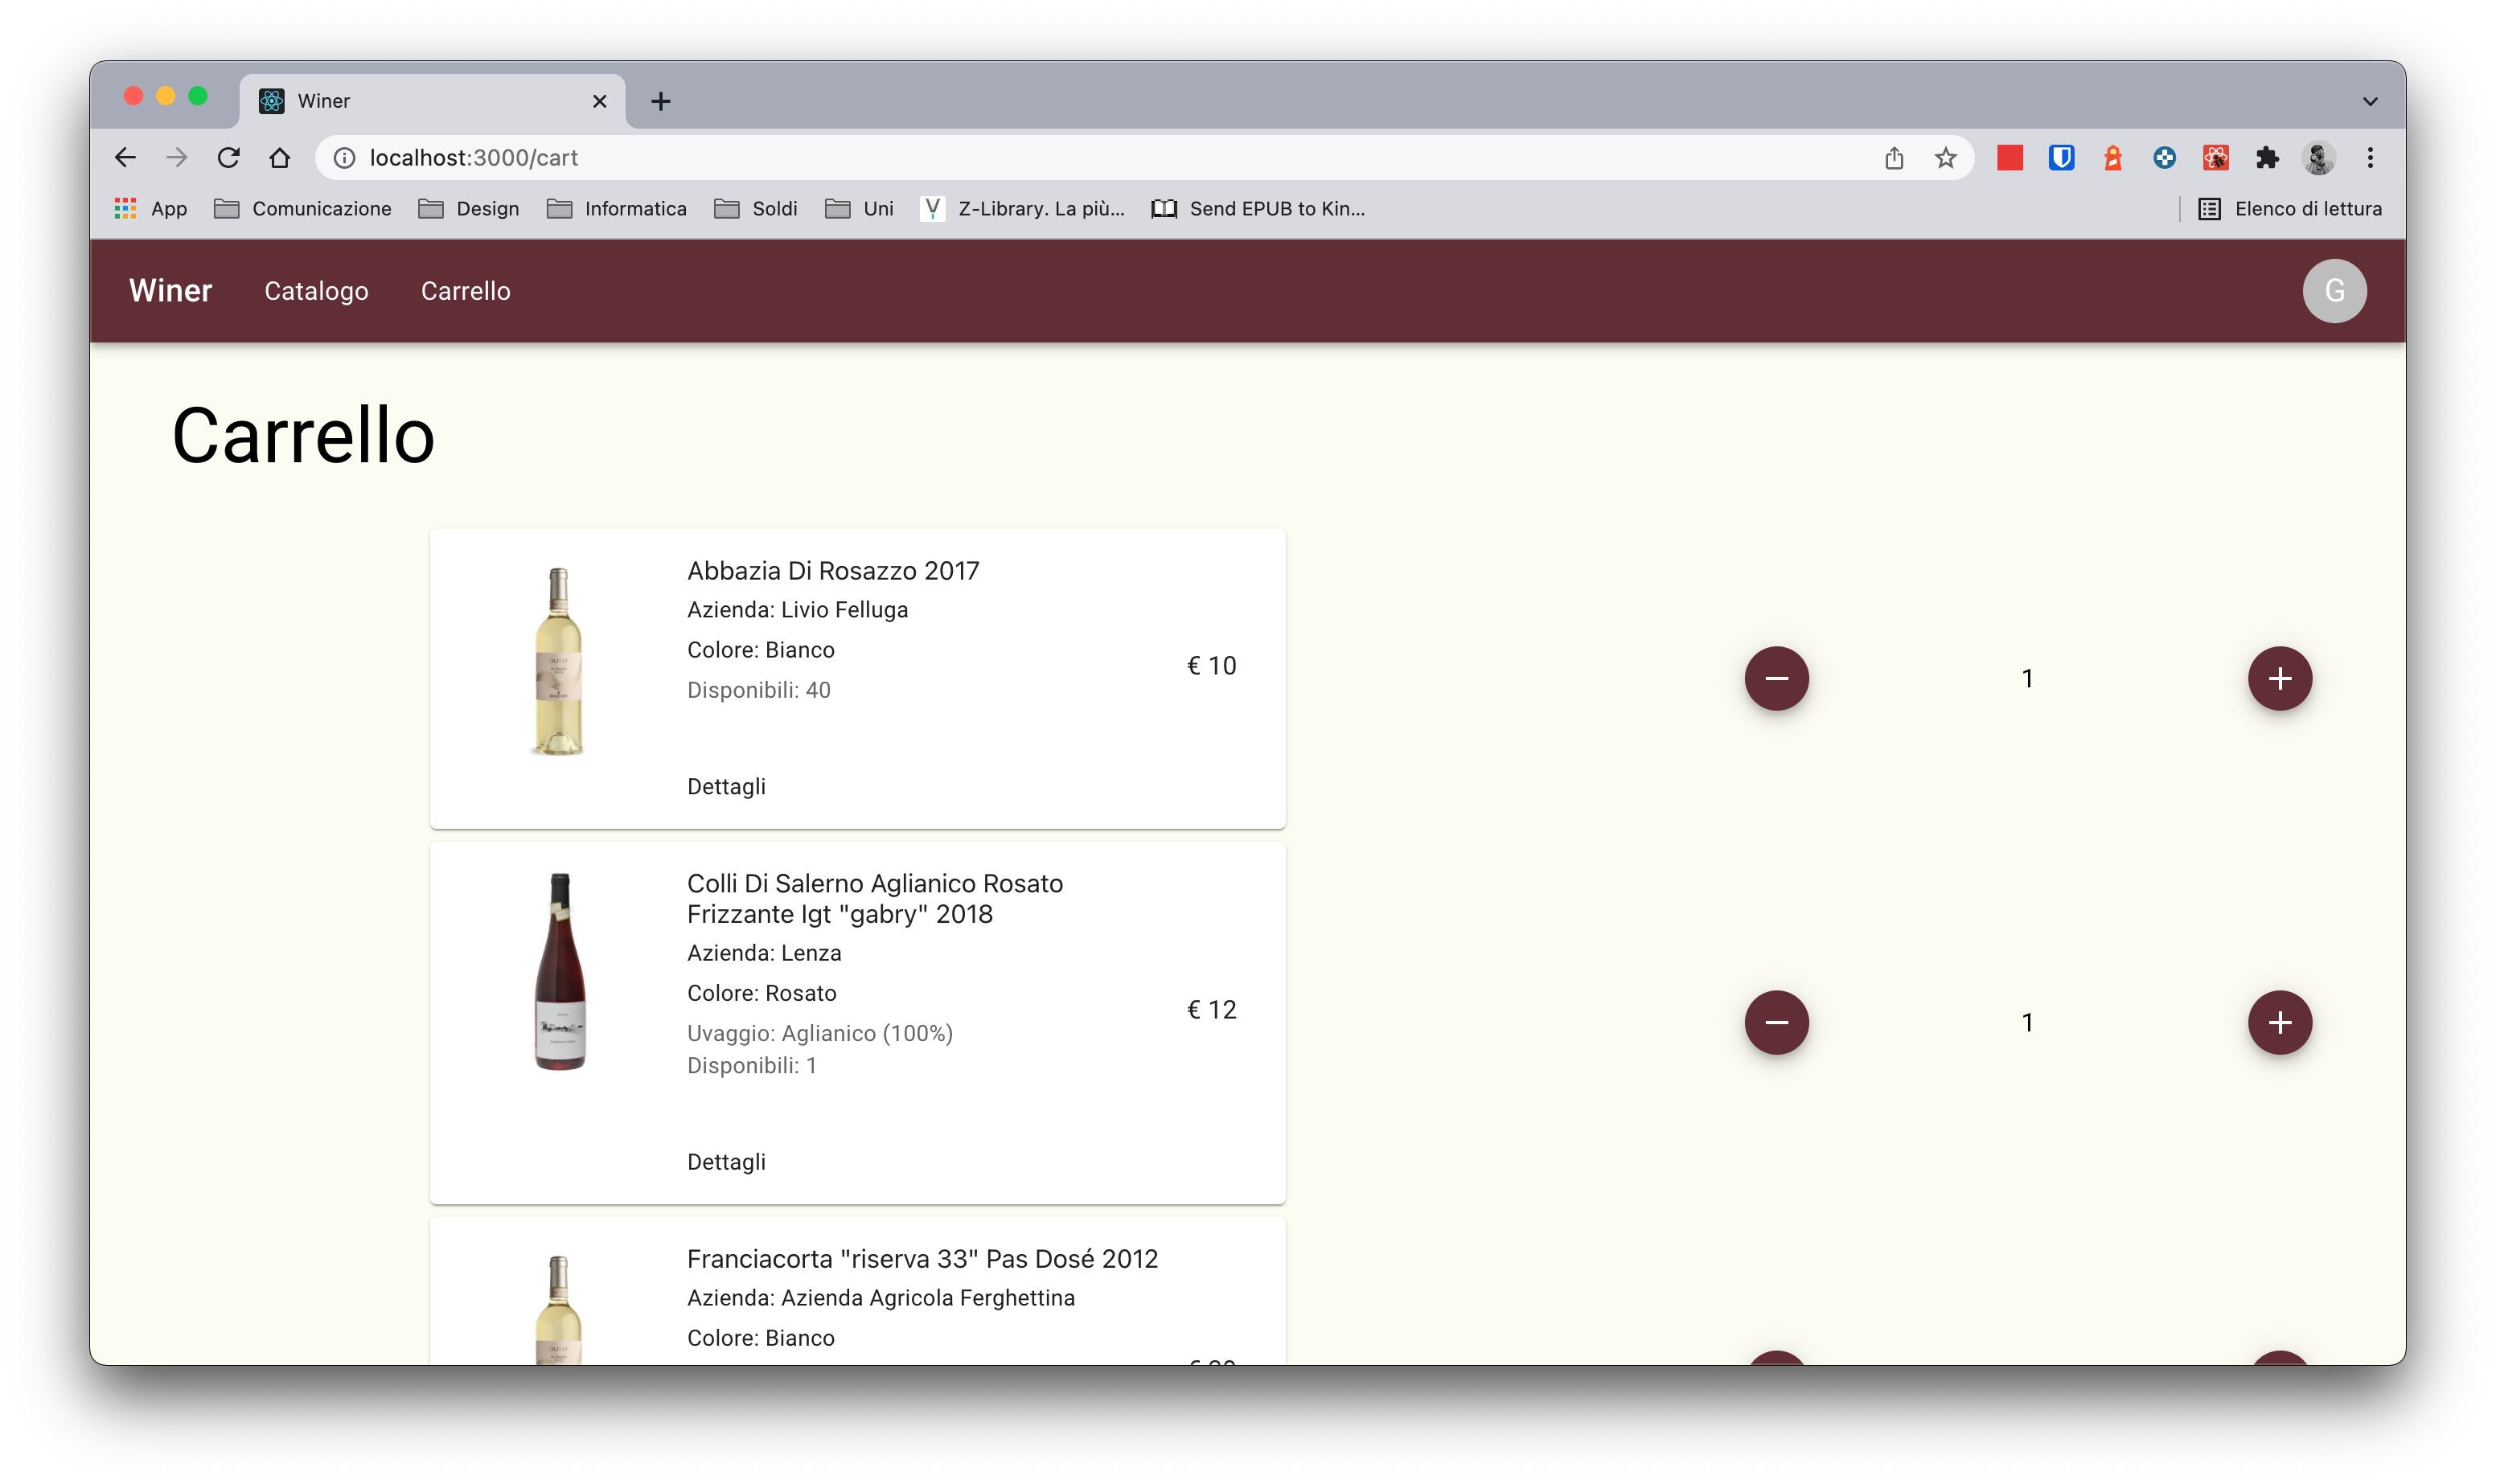 Winer
localhost:3000/cart
App Comunicazione Design Informatica Soldi Uni Z-Library. La più... Send EPUB to Kin... Elenco di lettura
Winer Catalogo Carrello G
Carrello
Abbazia Di Rosazzo 2017
Azienda: Livio Felluga
Colore: Bianco
€ 10
1
Disponibili: 40
Dettagli
Colli Di Salerno Aglianico Rosato
Frizzante Igt "gabry" 2018
Azienda: Lenza
Colore: Rosato
€ 12
1
Uvaggio: Aglianico (100%)
Disponibili: 1
Dettagli
Franciacorta "riserva 33" Pas Dosé 2012
Azienda: Azienda Agricola Ferghettina
Colore: Bianco